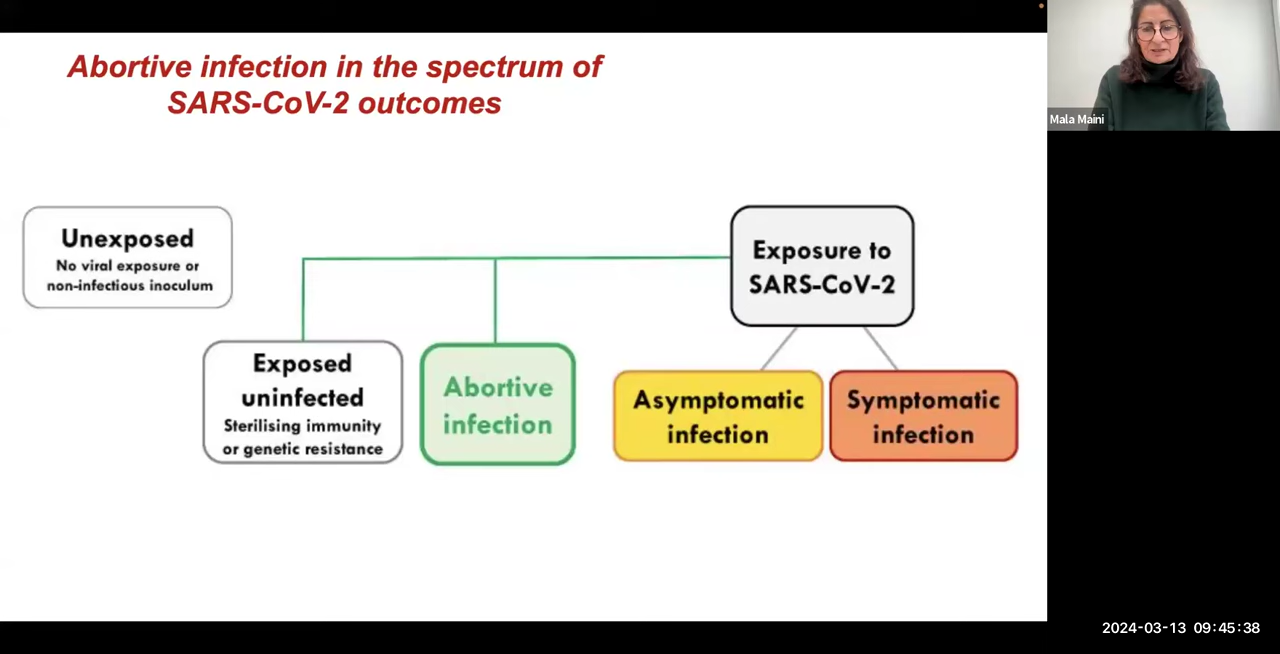 Abortive infection in the spectrum of
SARS-CoV-2 outcomes
Mala Maini
Unexposed
No viral exposure or
non-infectious inoculum
Exposure to
SARS-CoV-2
Exposed
uninfected
Sterilising immunity
or genetic resistance
Abortive
infection
Asymptomatic
infection
Symptomatic
infection
2024-03-13 09:45:38